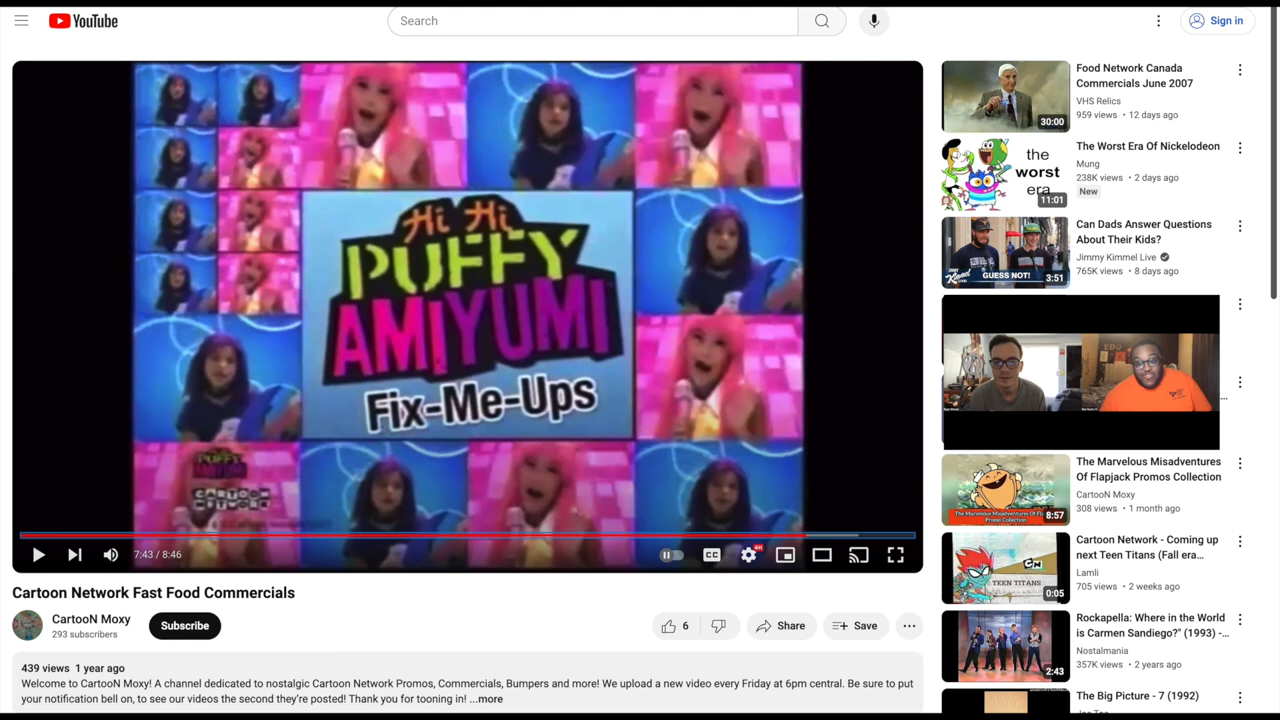 YouTube
Search
Sign in
Hi Hi
PUFFY
AMIYUMI
Fix-Me-Ups
PUFFY
AMIYUMI
CARTOON
NETWORK
7:43 / 8:46
CC
4K
Cartoon Network Fast Food Commercials
CartooN Moxy
293 subscribers
Subscribe
6
Share
Save
439 views 1 year ago
Welcome to CartooN Moxy! A channel dedicated to nostalgic Cartoon Network Promos, Commercials, Bumpers and more! We upload a new video every Friday at 6pm central. Be sure to put
your notification bell on, to see our videos the second they're posted! Thank you for tooning in! ...more
30:00
Food Network Canada
Commercials June 2007
VHS Relics
959 views • 12 days ago
the
worst
era
11:01
The Worst Era Of Nickelodeon
Mung
238K views • 2 days ago
New
GUESS NOT!
3:51
Can Dads Answer Questions
About Their Kids?
Jimmy Kimmel Live
765K views • 8 days ago
...
8:57
The Marvelous Misadventures
Of Flapjack Promos Collection
CartooN Moxy
308 views • 1 month ago
CN
TEEN TITANS
0:05
Cartoon Network - Coming up
next Teen Titans (Fall era...
Lamli
705 views • 2 weeks ago
2:43
Rockapella: Where in the World
is Carmen Sandiego?" (1993) -...
Nostalmania
357K views • 2 years ago
The Big Picture - 7 (1992)